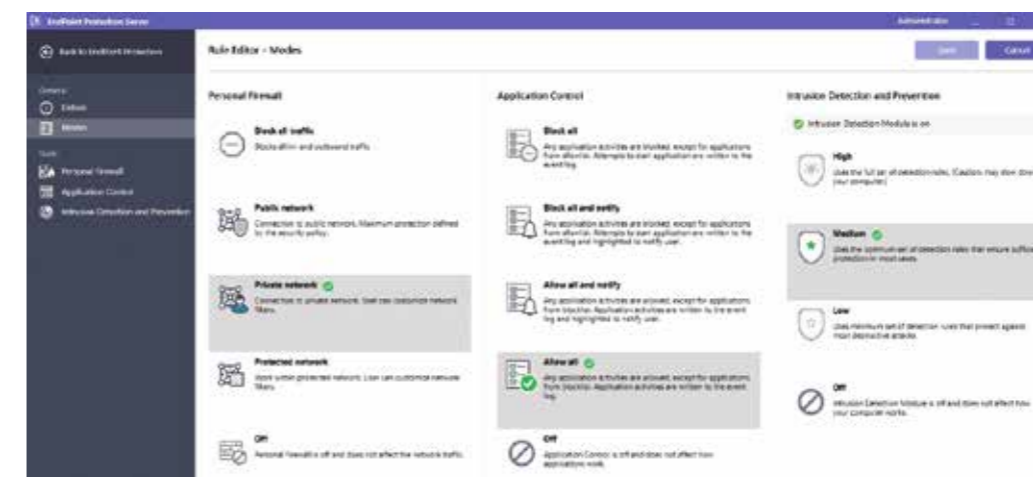 EndPoint Protection Server
Administrator
Back to EndPoint Protection
Rule Editor - Modes
Save
Cancel
General
Modes
Tools
Personal Firewall
Application Control
Intrusion Detection and Prevention
Personal Firewall
Block all traffic
Blocks all in- and outbound traffic.
Public network
Connection to public network. Maximum protection defined
by the security policy.
Private network
Connection to private network. User can customize network
filters.
Protected network
Work within protected network. User can customize network
filters.
Off
Personal Firewall is off and does not affect the network traffic.
Application Control
Block all
Any application activities are blocked, except for applications
from allowlist. Attempts to start application are written to the
event log.
Block all and notify
Any application activities are blocked, except for applications
from allowlist. Attempts to start application are written to the
event log and highlighted to notify user.
Allow all and notify
Any application activities are allowed, except for applications
from blocklist. Application activities are written to the event
log and highlighted to notify user.
Allow all
Any application activities are allowed, except for applications
from blocklist. Application activities are written to the event
log.
Off
Application Control is off and does not affect how
applications work.
Intrusion Detection and Prevention
Intrusion Detection Module is on
High
Uses the full set of detection rules. (Caution: may slow dow
your computer)
Medium
Uses the optimum set of detection rules that ensure suffici
protection in most cases.
Low
Uses minimum set of detection rules that prevent against
most destructive attacks.
Off
Intrusion Detection Module is off and does not affect how
your computer works.